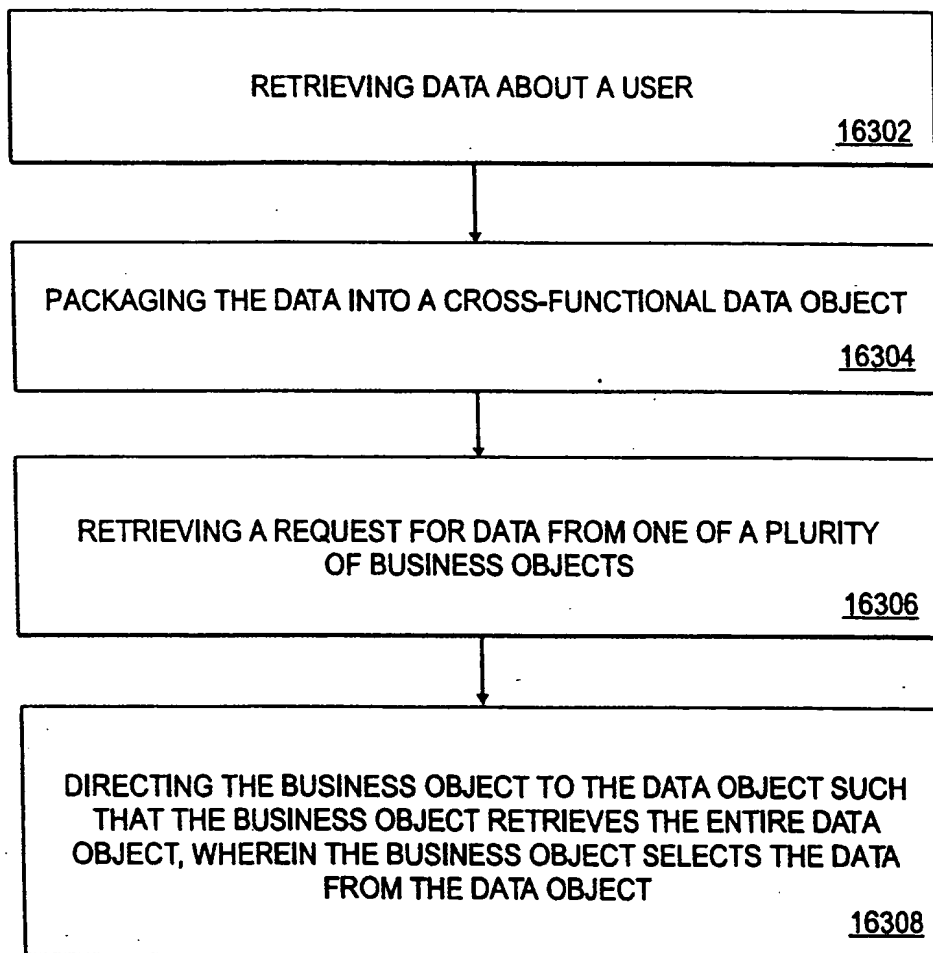 RETRIEVING DATA ABOUT A USER
16302
PACKAGING THE DATA INTO A CROSS-FUNCTIONAL DATA OBJECT
16304
RETRIEVING A REQUEST FOR DATA FROM ONE OF A PLURITY
OF BUSINESS OBJECTS
16306
DIRECTING THE BUSINESS OBJECT TO THE DATA OBJECT SUCH
THAT THE BUSINESS OBJECT RETRIEVES THE ENTIRE DATA
OBJECT, WHEREIN THE BUSINESS OBJECT SELECTS THE DATA
FROM THE DATA OBJECT
16308